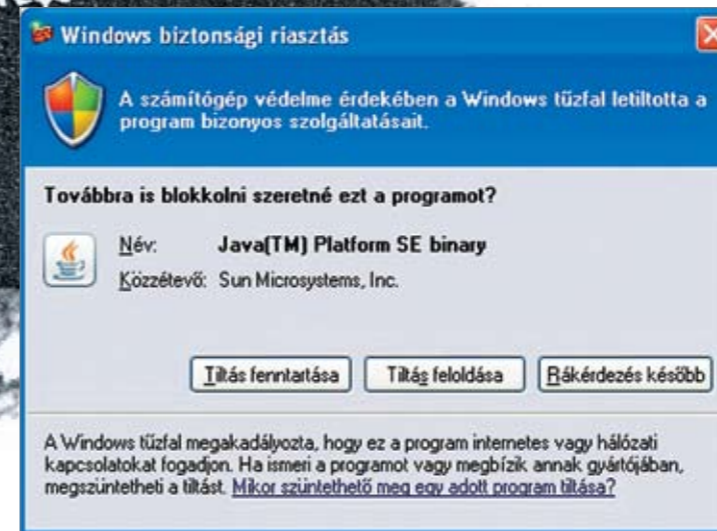 Windows biztonsági riasztás
A számítógép védelme érdekében a Windows tűzfal letiltotta a
program bizonyos szolgáltatásait.
Továbbra is blokkolni szeretné ezt a programot?
Név: Java(TM) Platform SE binary
Közzétevő: Sun Microsystems, Inc.
Tiltás fenntartása Tiltás feloldása Rákérdezés később
A Windows tűzfal megakadályozta, hogy ez a program internetes vagy hálózati
kapcsolatokat fogadjon. Ha ismeri a programot vagy megbízik annak gyártójában,
megszüntetheti a tiltást. Mikor szüntethető meg egy adott program tiltása?